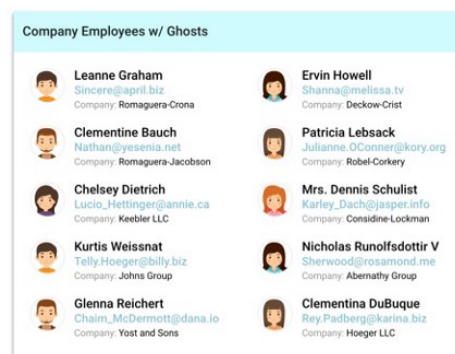 Company Employees w/ Ghosts
Leanne Graham
Sincere@april.biz
Company: Romaguera-Crona
Ervin Howell
Shanna@melissa.tv
Company: Deckow-Crist
Clementine Bauch
Nathan@yesenia.net
Company: Romaguera-Jacobson
Patricia Lebsack
Julianne.OConner@kory.org
Company: Robel-Corkery
Chelsey Dietrich
Lucio_Hettinger@annie.ca
Company: Keebler LLC
Mrs. Dennis Schulist
Karley_Dach@jasper.info
Company: Considine-Lockman
Kurtis Weissnat
Telly.Hoeger@billy.biz
Company: Johns Group
Nicholas Runolfsdottir V
Sherwood@rosamond.me
Company: Abernathy Group
Glenna Reichert
Chaim_McDermott@dana.io
Company: Yost and Sons
Clementina DuBuque
Rey.Padberg@karina.biz
Company: Hoeger LLC